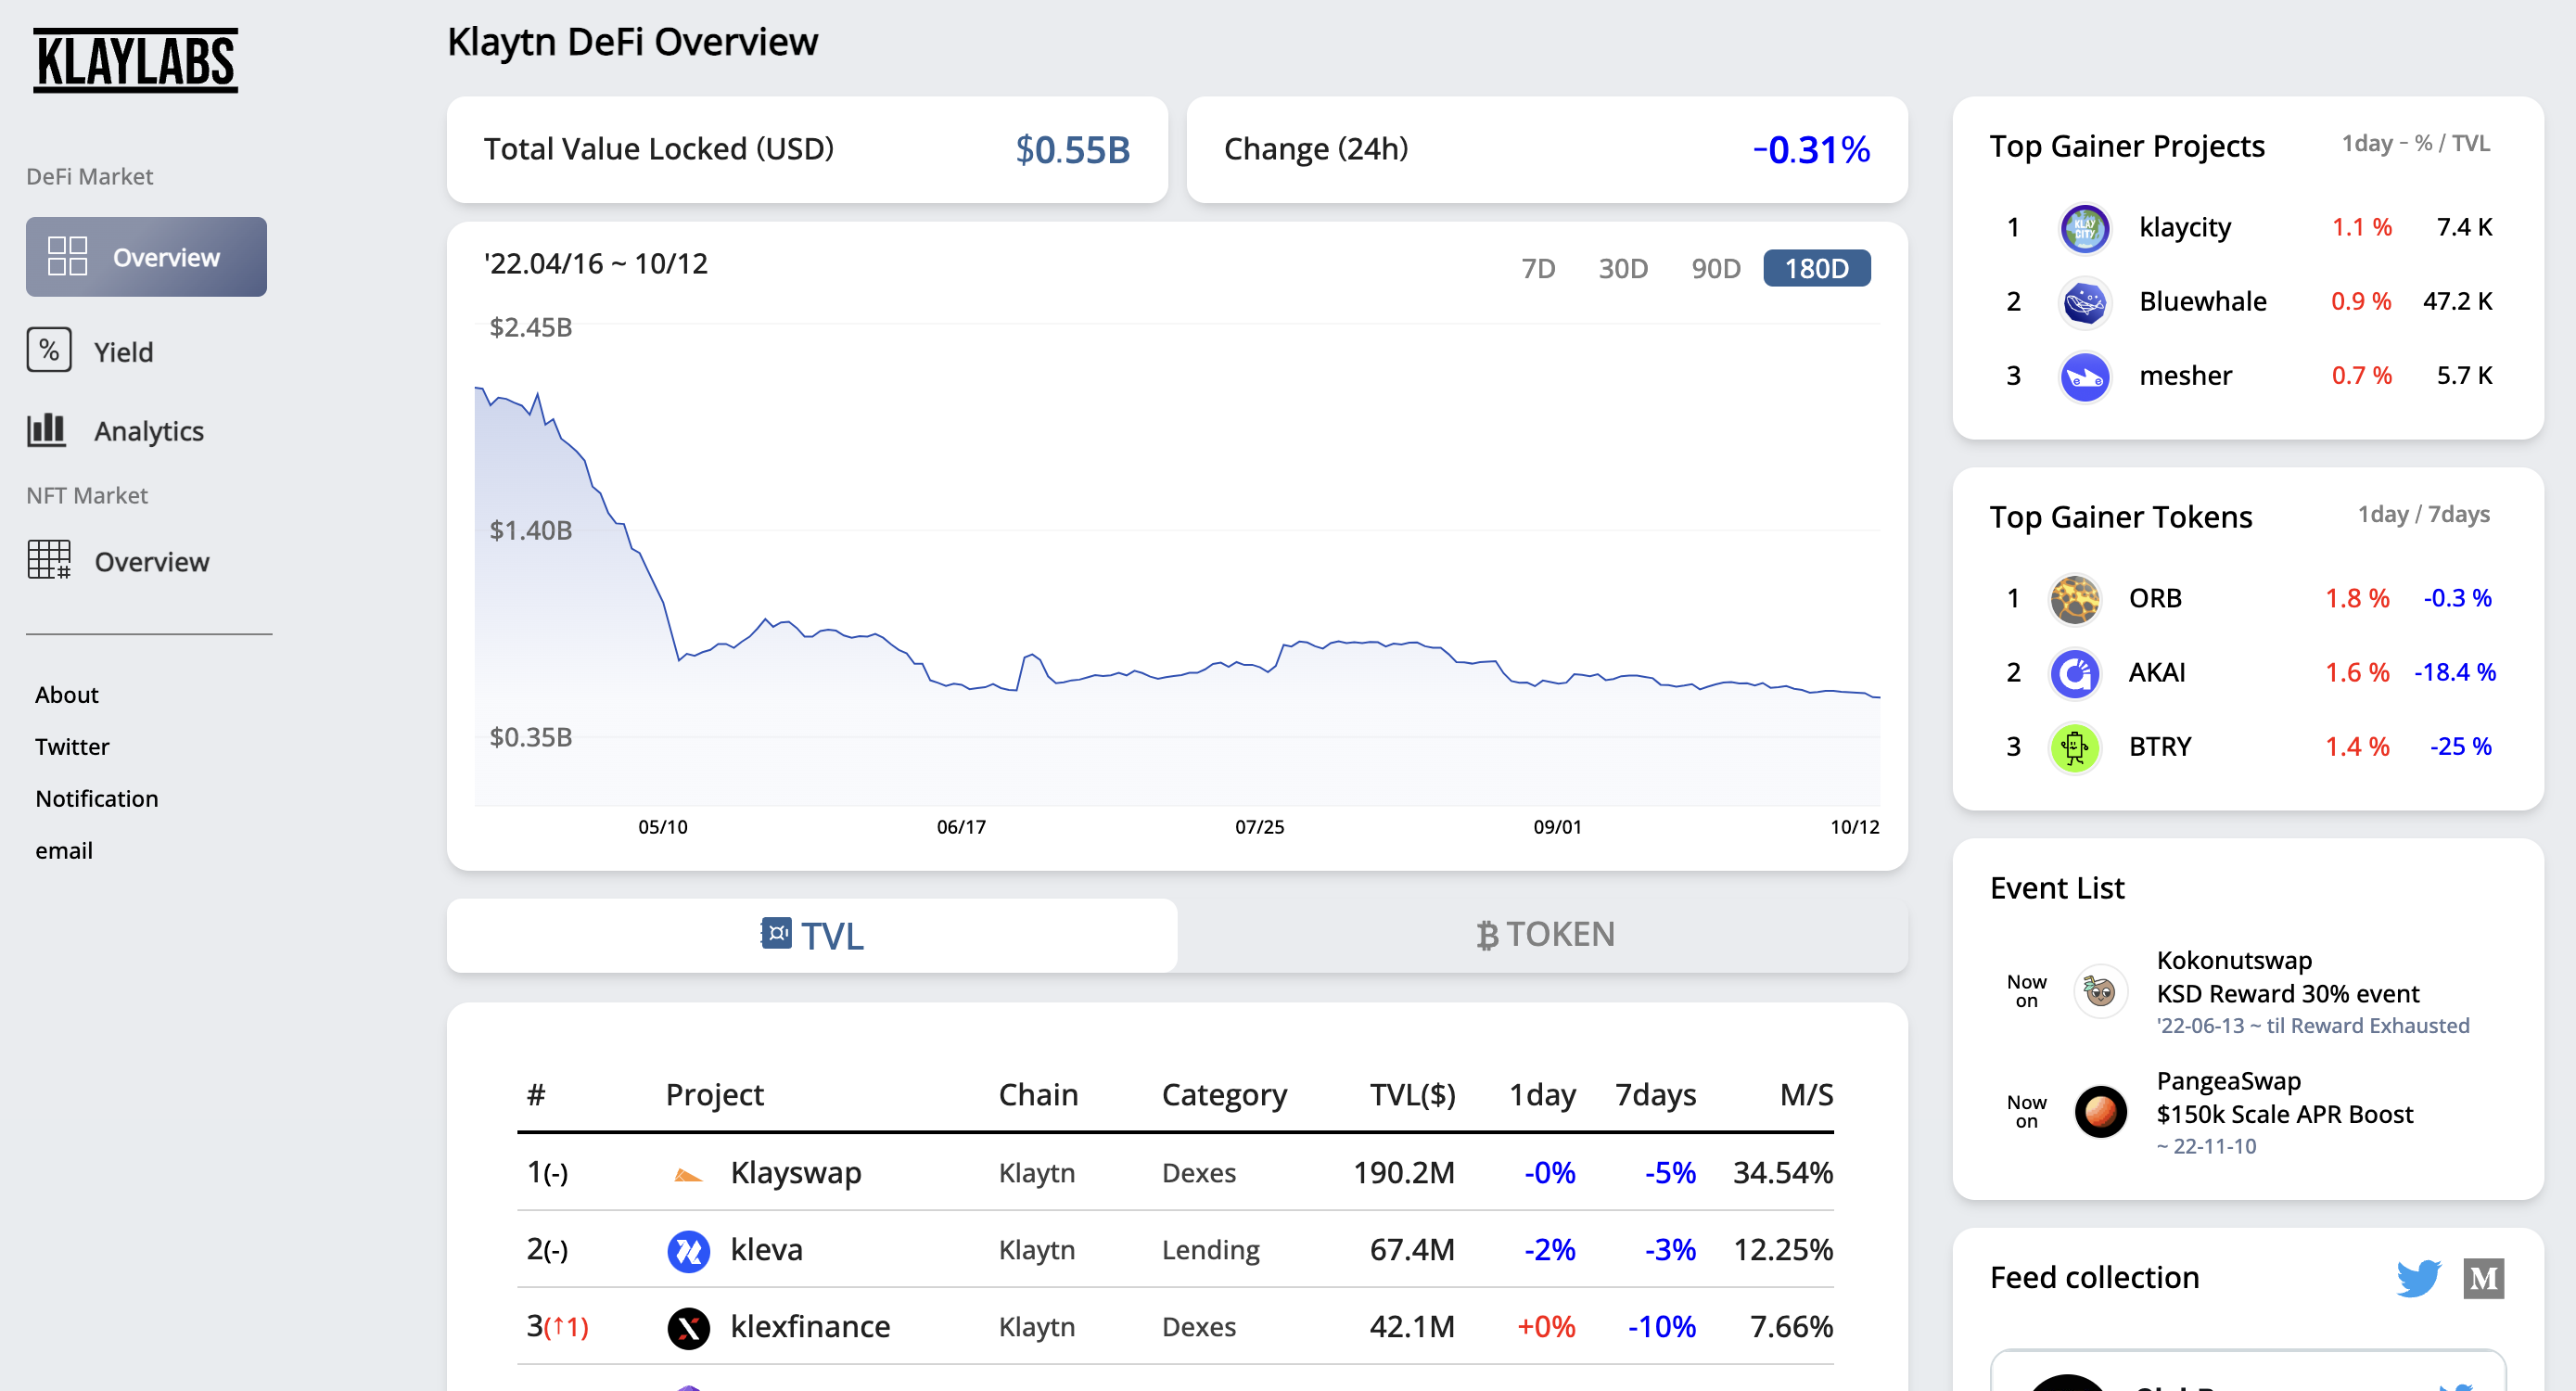 KLAYLABS
DeFi Market
Overview
% Yield
Analytics
NFT Market
Overview
About
Twitter
Notification
email
Klaytn DeFi Overview
Total Value Locked (USD) $0.55B
Change (24h) -0.31%
'22.04/16 ~ 10/12
7D 30D 90D 180D
$2.45B
$1.40B
$0.35B
05/10 06/17 07/25 09/01 10/12
TVL
TOKEN
# Project Chain Category TVL($) 1day 7days M/S
1(-) Klayswap Klaytn Dexes 190.2M -0% -5% 34.54%
2(-) kleva Klaytn Lending 67.4M -2% -3% 12.25%
3(↑1) klexfinance Klaytn Dexes 42.1M +0% -10% 7.66%
Top Gainer Projects 1day - % / TVL
1 KLAY CITY klaycity 1.1 % 7.4 K
2 Bluewhale 0.9 % 47.2 K
3 mesher 0.7 % 5.7 K
Top Gainer Tokens 1day / 7days
1 ORB 1.8 % -0.3 %
2 AKAI 1.6 % -18.4 %
3 BTRY 1.4 % -25 %
Event List
Now on
Kokonutswap
KSD Reward 30% event
'22-06-13 ~ til Reward Exhausted
Now on
PangeaSwap
$150k Scale APR Boost
~ 22-11-10
Feed collection M